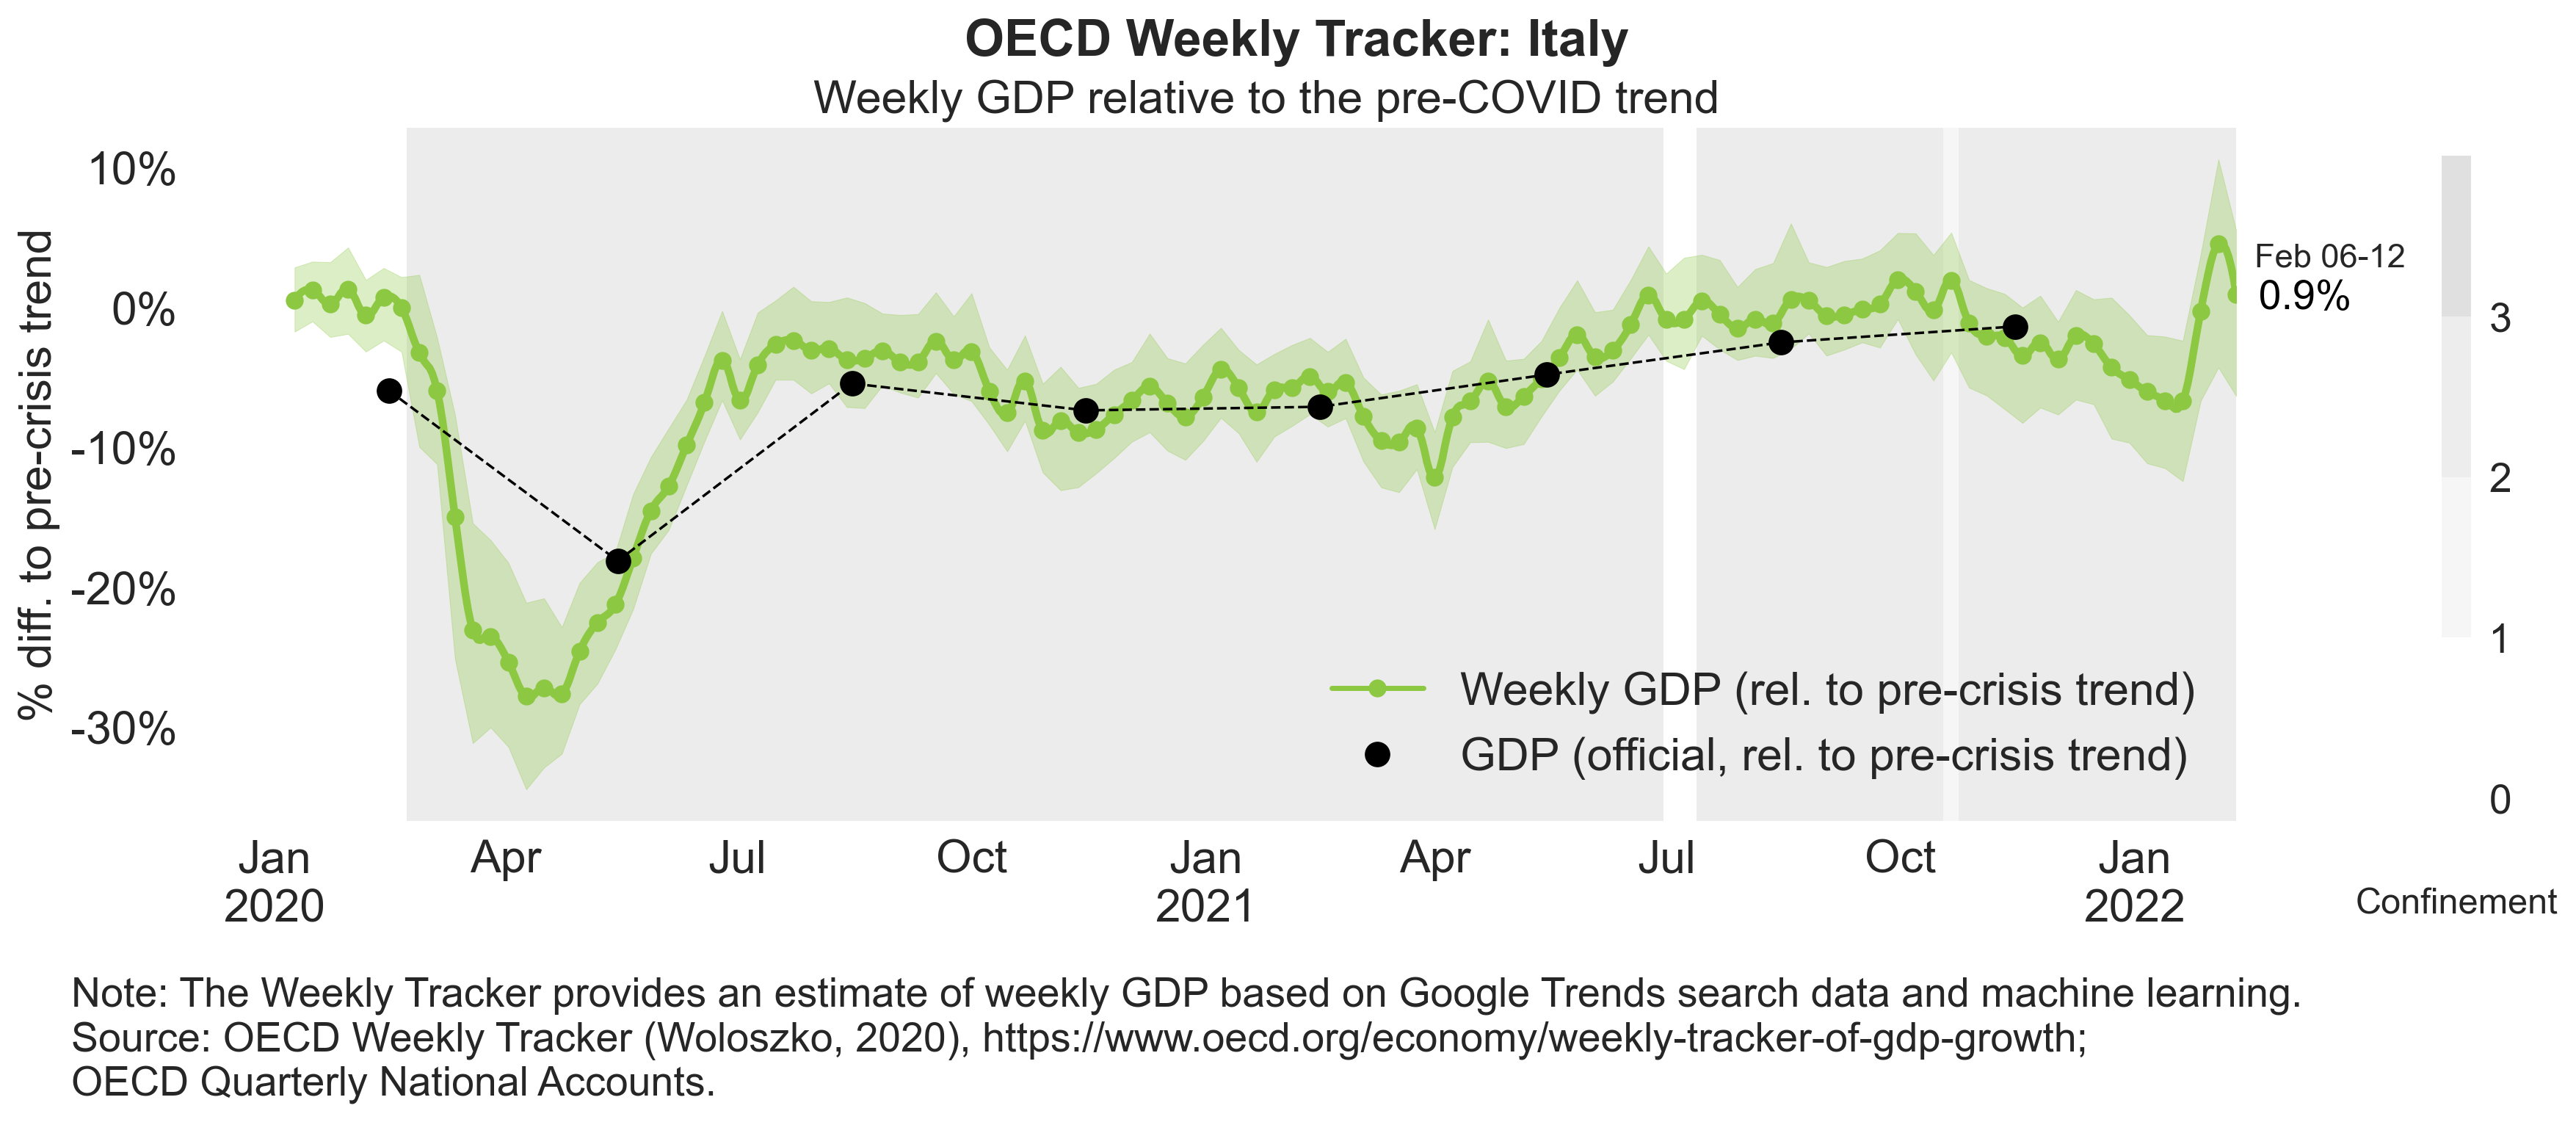 OECD Weekly Tracker: Italy
Weekly GDP relative to the pre-COVID trend
% diff. to pre-crisis trend
10%
0%
-10%
-20%
-30%
Feb 06-12
0.9%
3
2
1
0
Confinement
Weekly GDP (rel. to pre-crisis trend)
GDP (official, rel. to pre-crisis trend)
Jan Apr Jul Oct Jan Apr Jul Oct Jan
2020 2021 2022
Note: The Weekly Tracker provides an estimate of weekly GDP based on Google Trends search data and machine learning.
Source: OECD Weekly Tracker (Woloszko, 2020), https://www.oecd.org/economy/weekly-tracker-of-gdp-growth;
OECD Quarterly National Accounts.